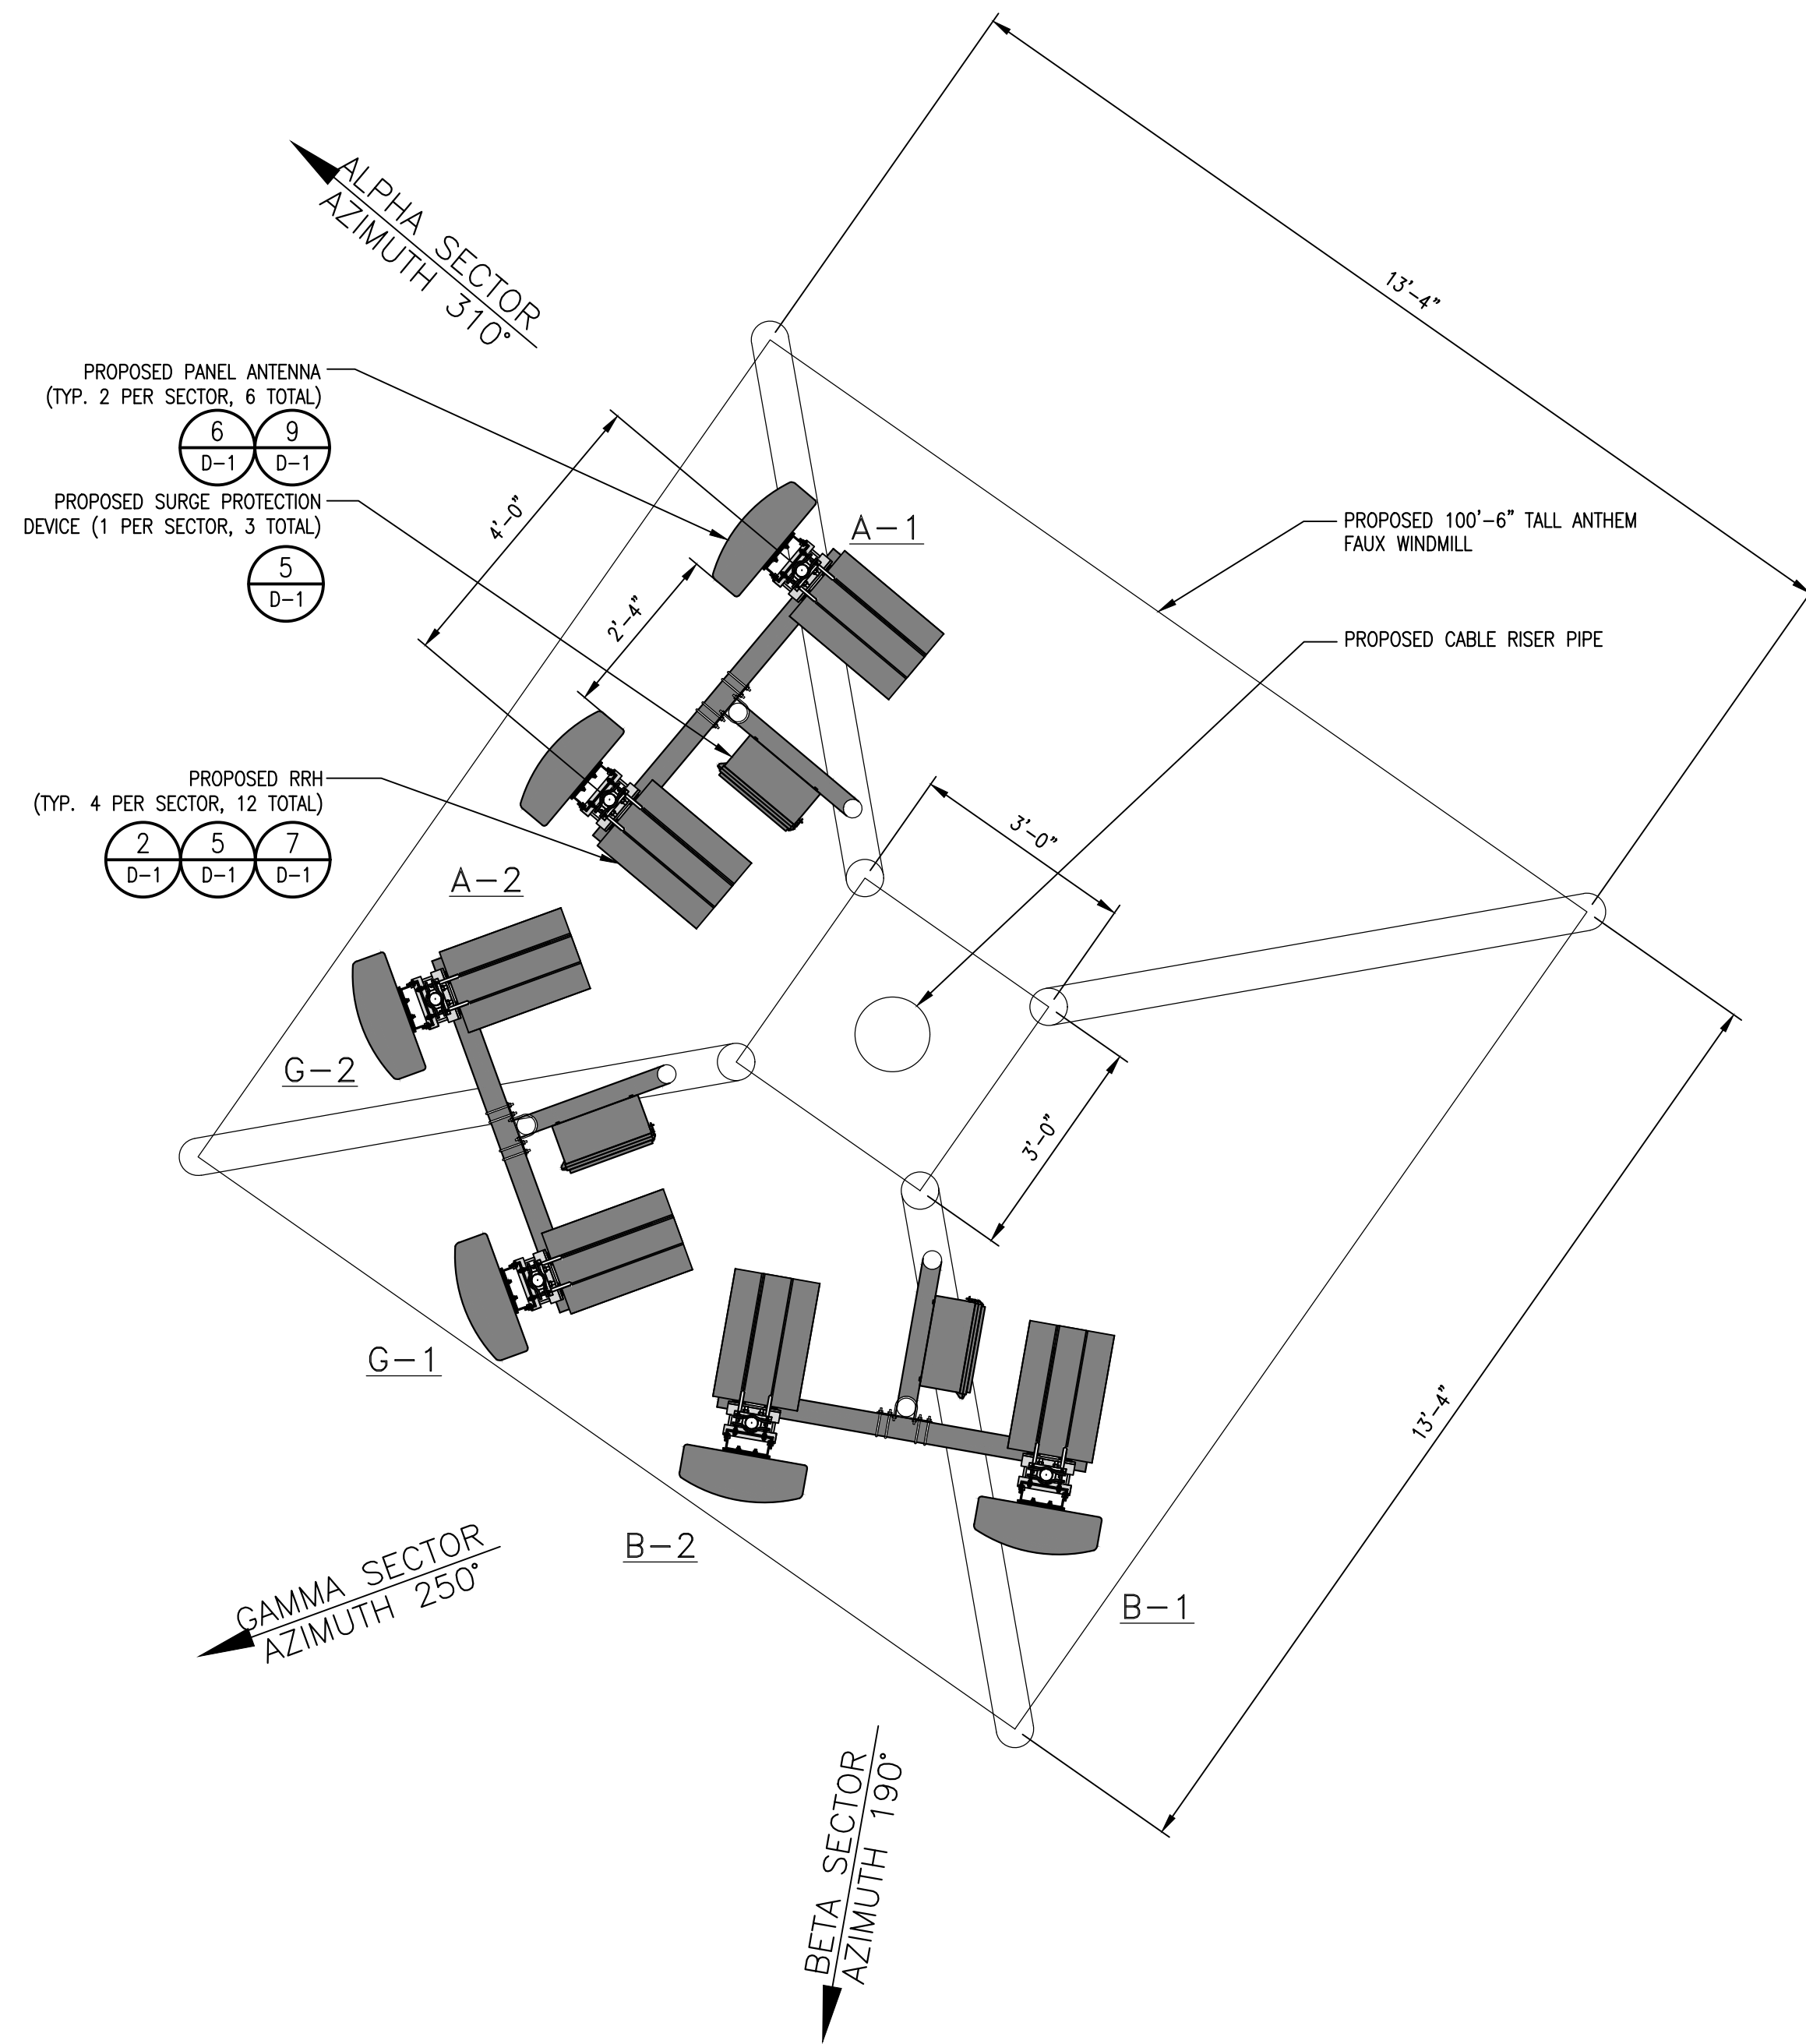 13'-4"
ALPHA SECTOR
AZIMUTH 310°
PROPOSED PANEL ANTENNA
(TYP. 2 PER SECTOR, 6 TOTAL)
6 9
D-1 D-1
PROPOSED SURGE PROTECTION
DEVICE (1 PER SECTOR, 3 TOTAL)
5
D-1
4'-0"
2'-4"
A-1
PROPOSED 100'-6" TALL ANTHEM
FAUX WINDMILL
PROPOSED CABLE RISER PIPE
PROPOSED RRH
(TYP. 4 PER SECTOR, 12 TOTAL)
2 5 7
D-1 D-1 D-1
A-2
3'-0"
G-2
3'-0"
G-1
13'-4"
B-2
B-1
GAMMA SECTOR
AZIMUTH 250°
BETA SECTOR
AZIMUTH 190°